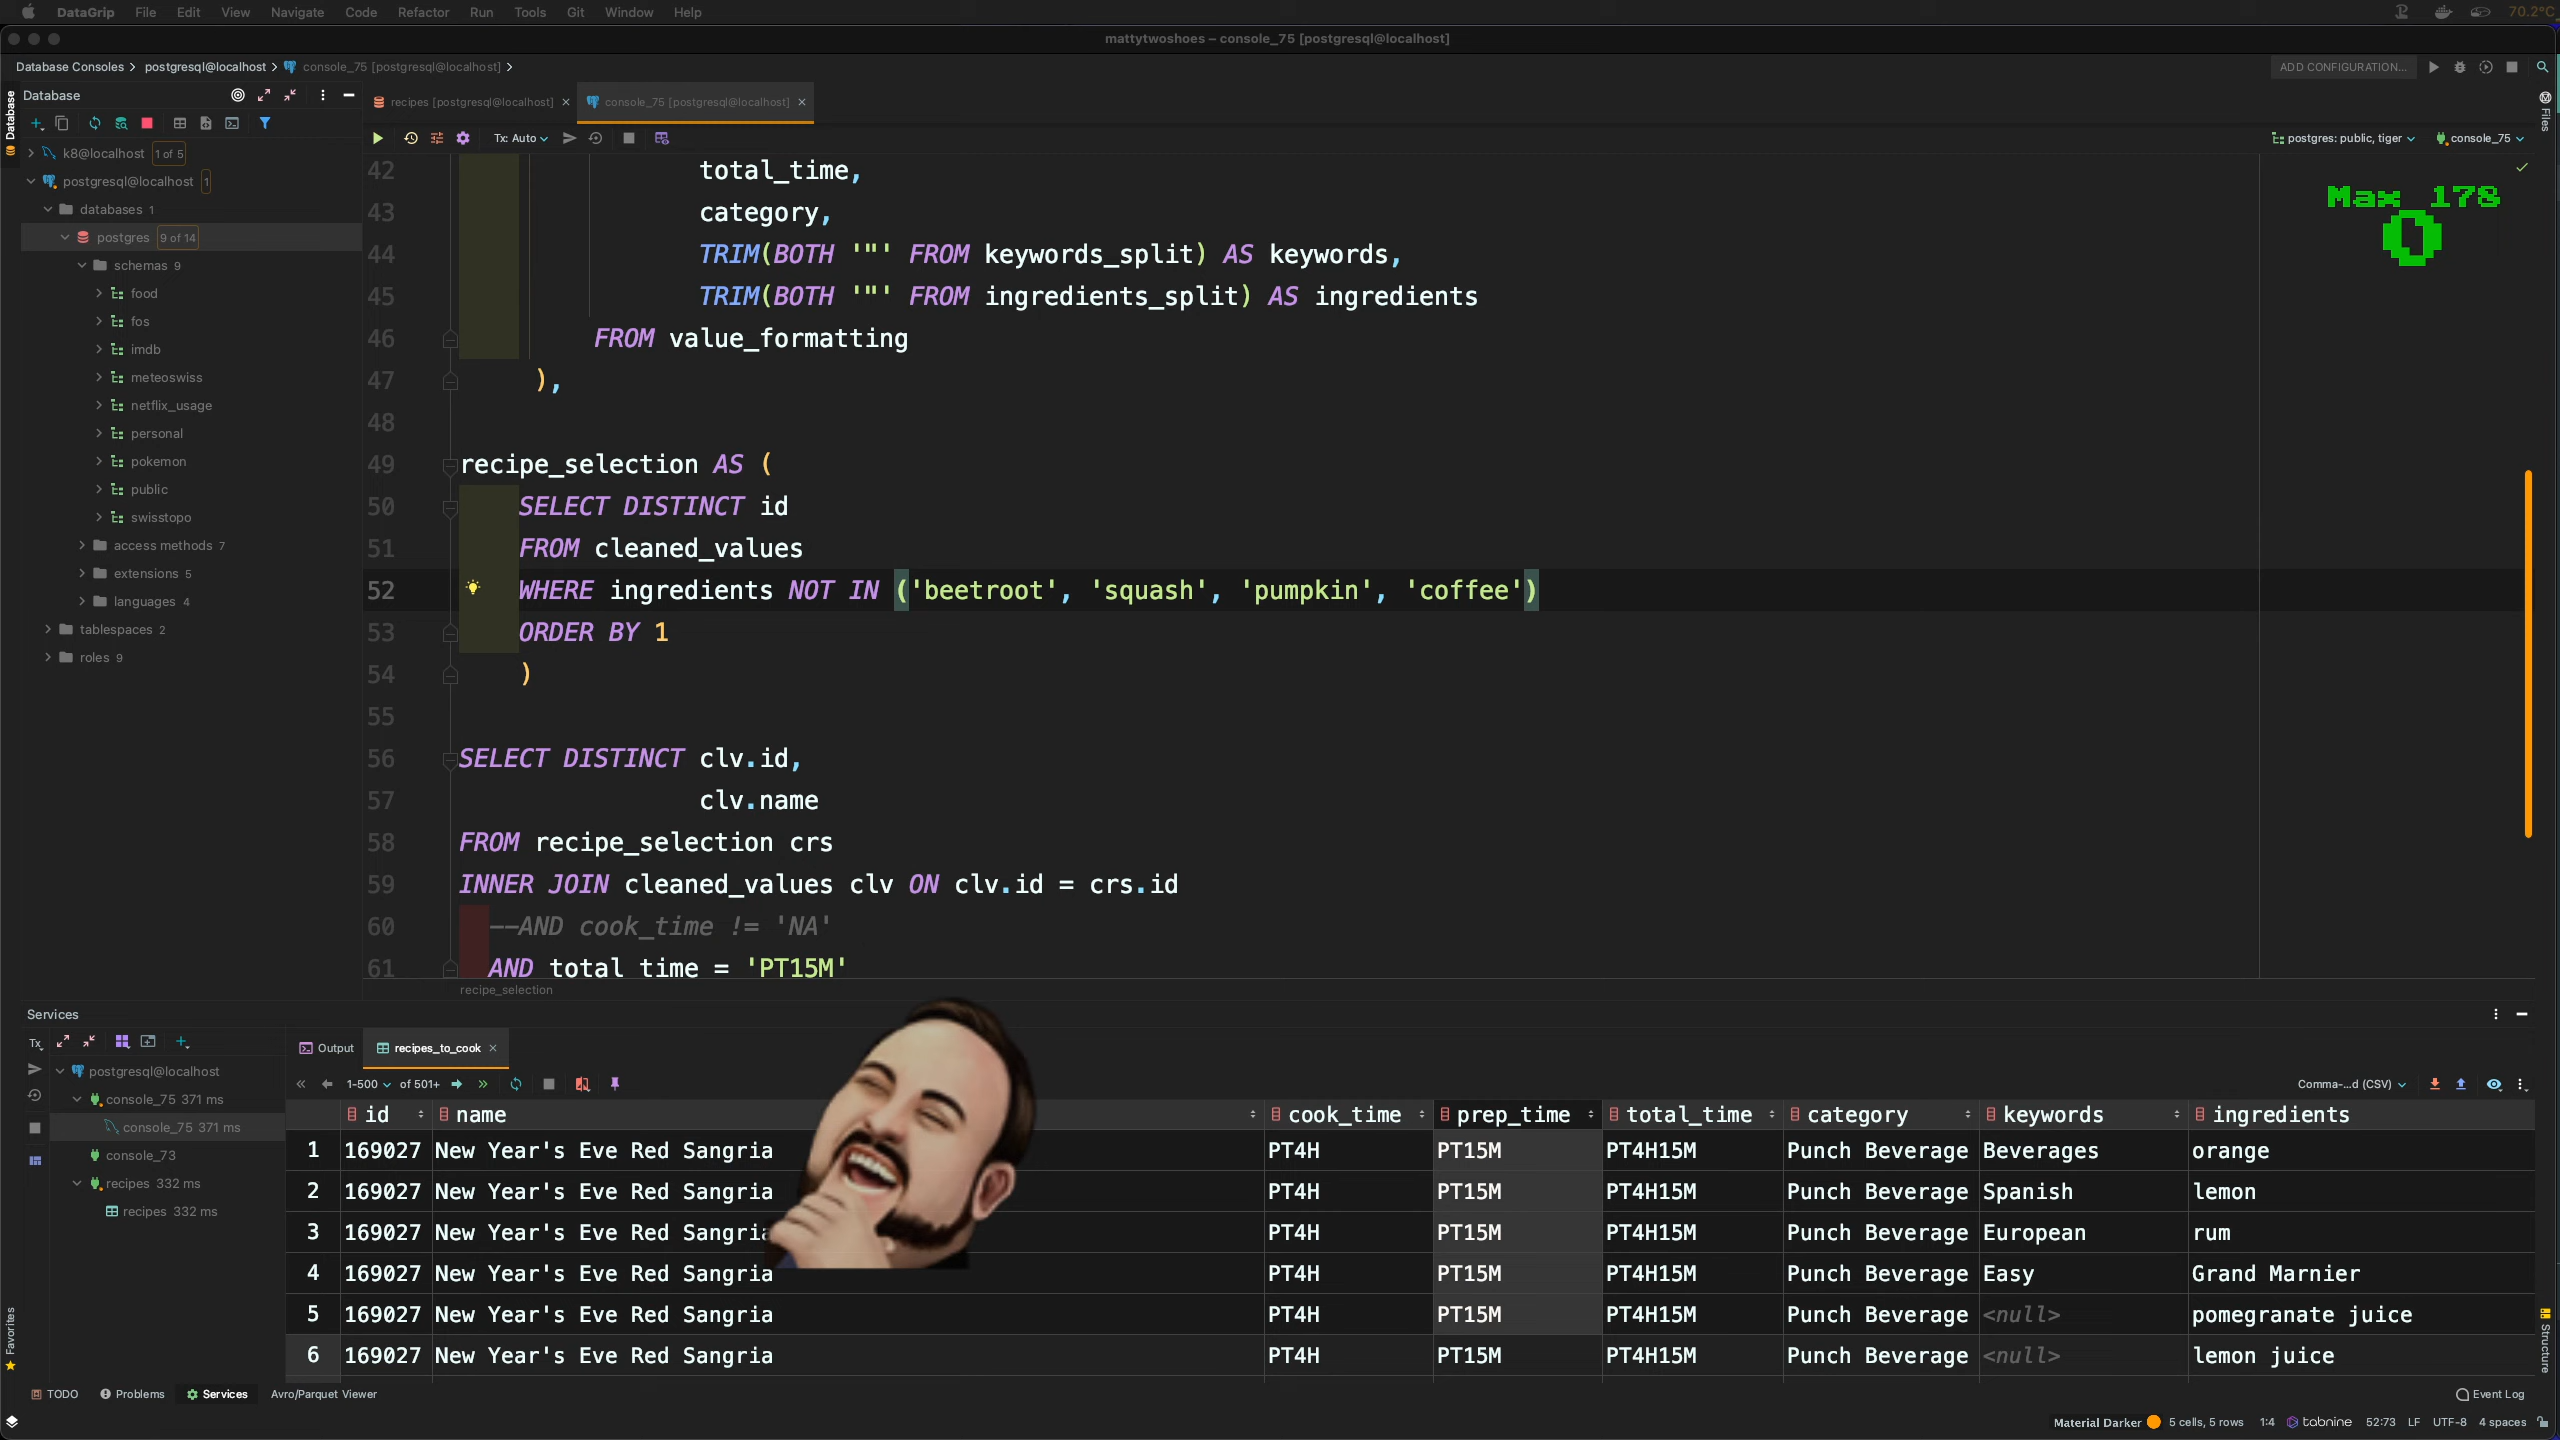 DataGrip File Edit View Navigate Code Refactor Run Tools Git Window Help 70.2°C
mattytwoshoes – console_75 [postgresql@localhost]
Database Consoles postgresql@localhost console_75 [postgresql@localhost] ADD CONFIGURATION...
Database
recipes [postgresql@localhost] console_75 [postgresql@localhost]
Tx: Auto postgres: public, tiger console_75
Database
Files
k8@localhost 1 of 5
postgresql@localhost 1
databases 1
postgres 9 of 14
schemas 9
food
fos
imdb
meteoswiss
netflix_usage
personal
pokemon
public
swisstopo
access methods 7
extensions 5
languages 4
tablespaces 2
roles 9
Max 178
0
42 total_time,
43 category,
44 TRIM(BOTH '"' FROM keywords_split) AS keywords,
45 TRIM(BOTH '"' FROM ingredients_split) AS ingredients
46 FROM value_formatting
47 ),
48
49 recipe_selection AS (
50 SELECT DISTINCT id
51 FROM cleaned_values
52 WHERE ingredients NOT IN ('beetroot', 'squash', 'pumpkin', 'coffee')
53 ORDER BY 1
54 )
55
56 SELECT DISTINCT clv.id,
57 clv.name
58 FROM recipe_selection crs
59 INNER JOIN cleaned_values clv ON clv.id = crs.id
60 --AND cook_time != 'NA'
61 AND total_time = 'PT15M'
recipe_selection
Services
Tx
postgresql@localhost
console_75 371 ms
console_75 371 ms
console_73
recipes 332 ms
recipes 332 ms
Output recipes_to_cook
1-500 of 501+ Comma-...d (CSV)
id name cook_time prep_time total_time category keywords ingredients
1 169027 New Year's Eve Red Sangria PT4H PT15M PT4H15M Punch Beverage Beverages orange
2 169027 New Year's Eve Red Sangria PT4H PT15M PT4H15M Punch Beverage Spanish lemon
3 169027 New Year's Eve Red Sangria PT4H PT15M PT4H15M Punch Beverage European rum
4 169027 New Year's Eve Red Sangria PT4H PT15M PT4H15M Punch Beverage Easy Grand Marnier
5 169027 New Year's Eve Red Sangria PT4H PT15M PT4H15M Punch Beverage <null> pomegranate juice
6 169027 New Year's Eve Red Sangria PT4H PT15M PT4H15M Punch Beverage <null> lemon juice
Favorites
Structure
TODO Problems Services Avro/Parquet Viewer Event Log
Material Darker 5 cells, 5 rows 1:4 tabnine 52:73 LF UTF-8 4 spaces